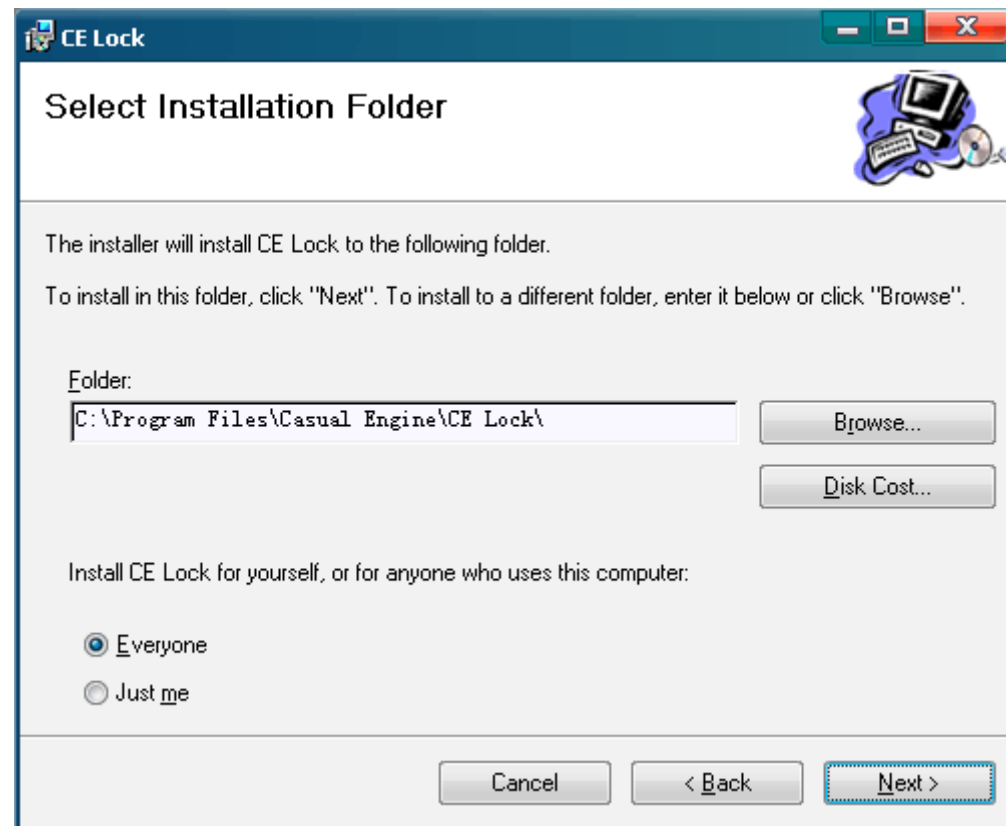 CE Lock
Select Installation Folder
The installer will install CE Lock to the following folder.
To install in this folder, click "Next". To install to a different folder, enter it below or click "Browse".
Folder:
C:\Program Files\Casual Engine\CE Lock\
Browse...
Disk Cost...
Install CE Lock for yourself, or for anyone who uses this computer:
Everyone
Just me
Cancel
< Back
Next >